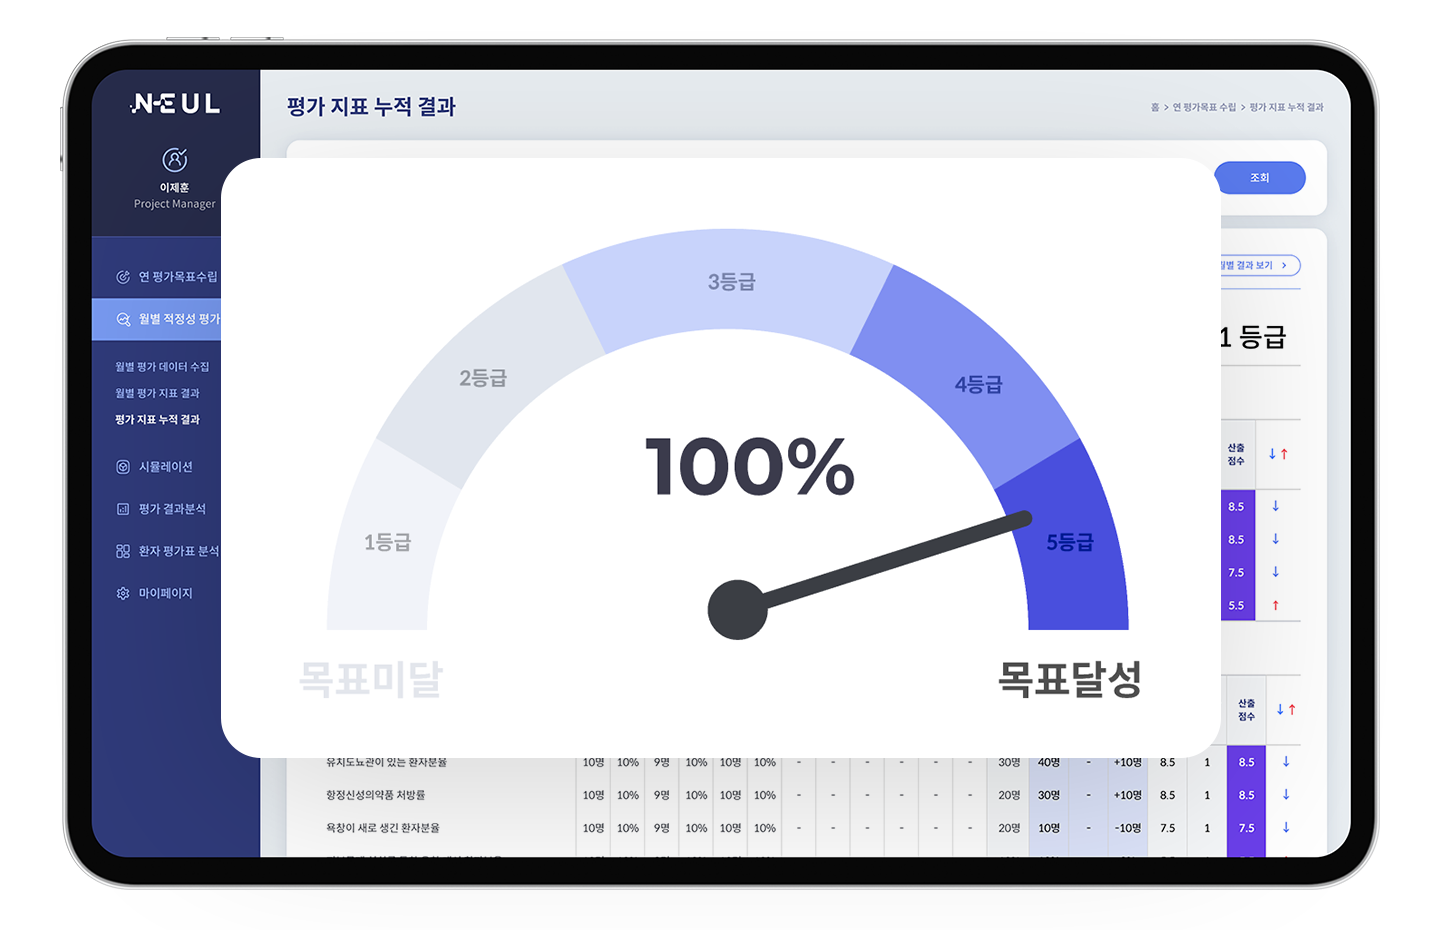 NEUL
이제훈
Project Manager
연 평가목표수립
월별 적정성 평가
월별 평가 데이터 수집
월별 평가 지표 결과
평가 지표 누적 결과
시뮬레이션
평가 결과분석
환자 평가표 분석
마이페이지
평가 지표 누적 결과
홈 > 연 평가목표 수립 > 평가 지표 누적 결과
조회
월별 결과 보기 >
1 등급
산출
점수 ↓↑
8.5 ↓
8.5 ↓
7.5 ↓
5.5 ↑
1등급
2등급
3등급
4등급
5등급
100%
목표미달
목표달성
산출
점수 ↓↑
유치도뇨관이 있는 환자분율 10명 10% 9명 10% 10명 10% - - - - - - 30명 40명 - +10명 8.5 1 8.5 ↓
항정신성의약품 처방률 10명 10% 9명 10% 10명 10% - - - - - - 20명 30명 - +10명 8.5 1 8.5 ↓
욕창이 새로 생긴 환자분율 10명 10% 9명 10% 10명 10% - - - - - - 20명 10명 - -10명 7.5 1 7.5 ↓